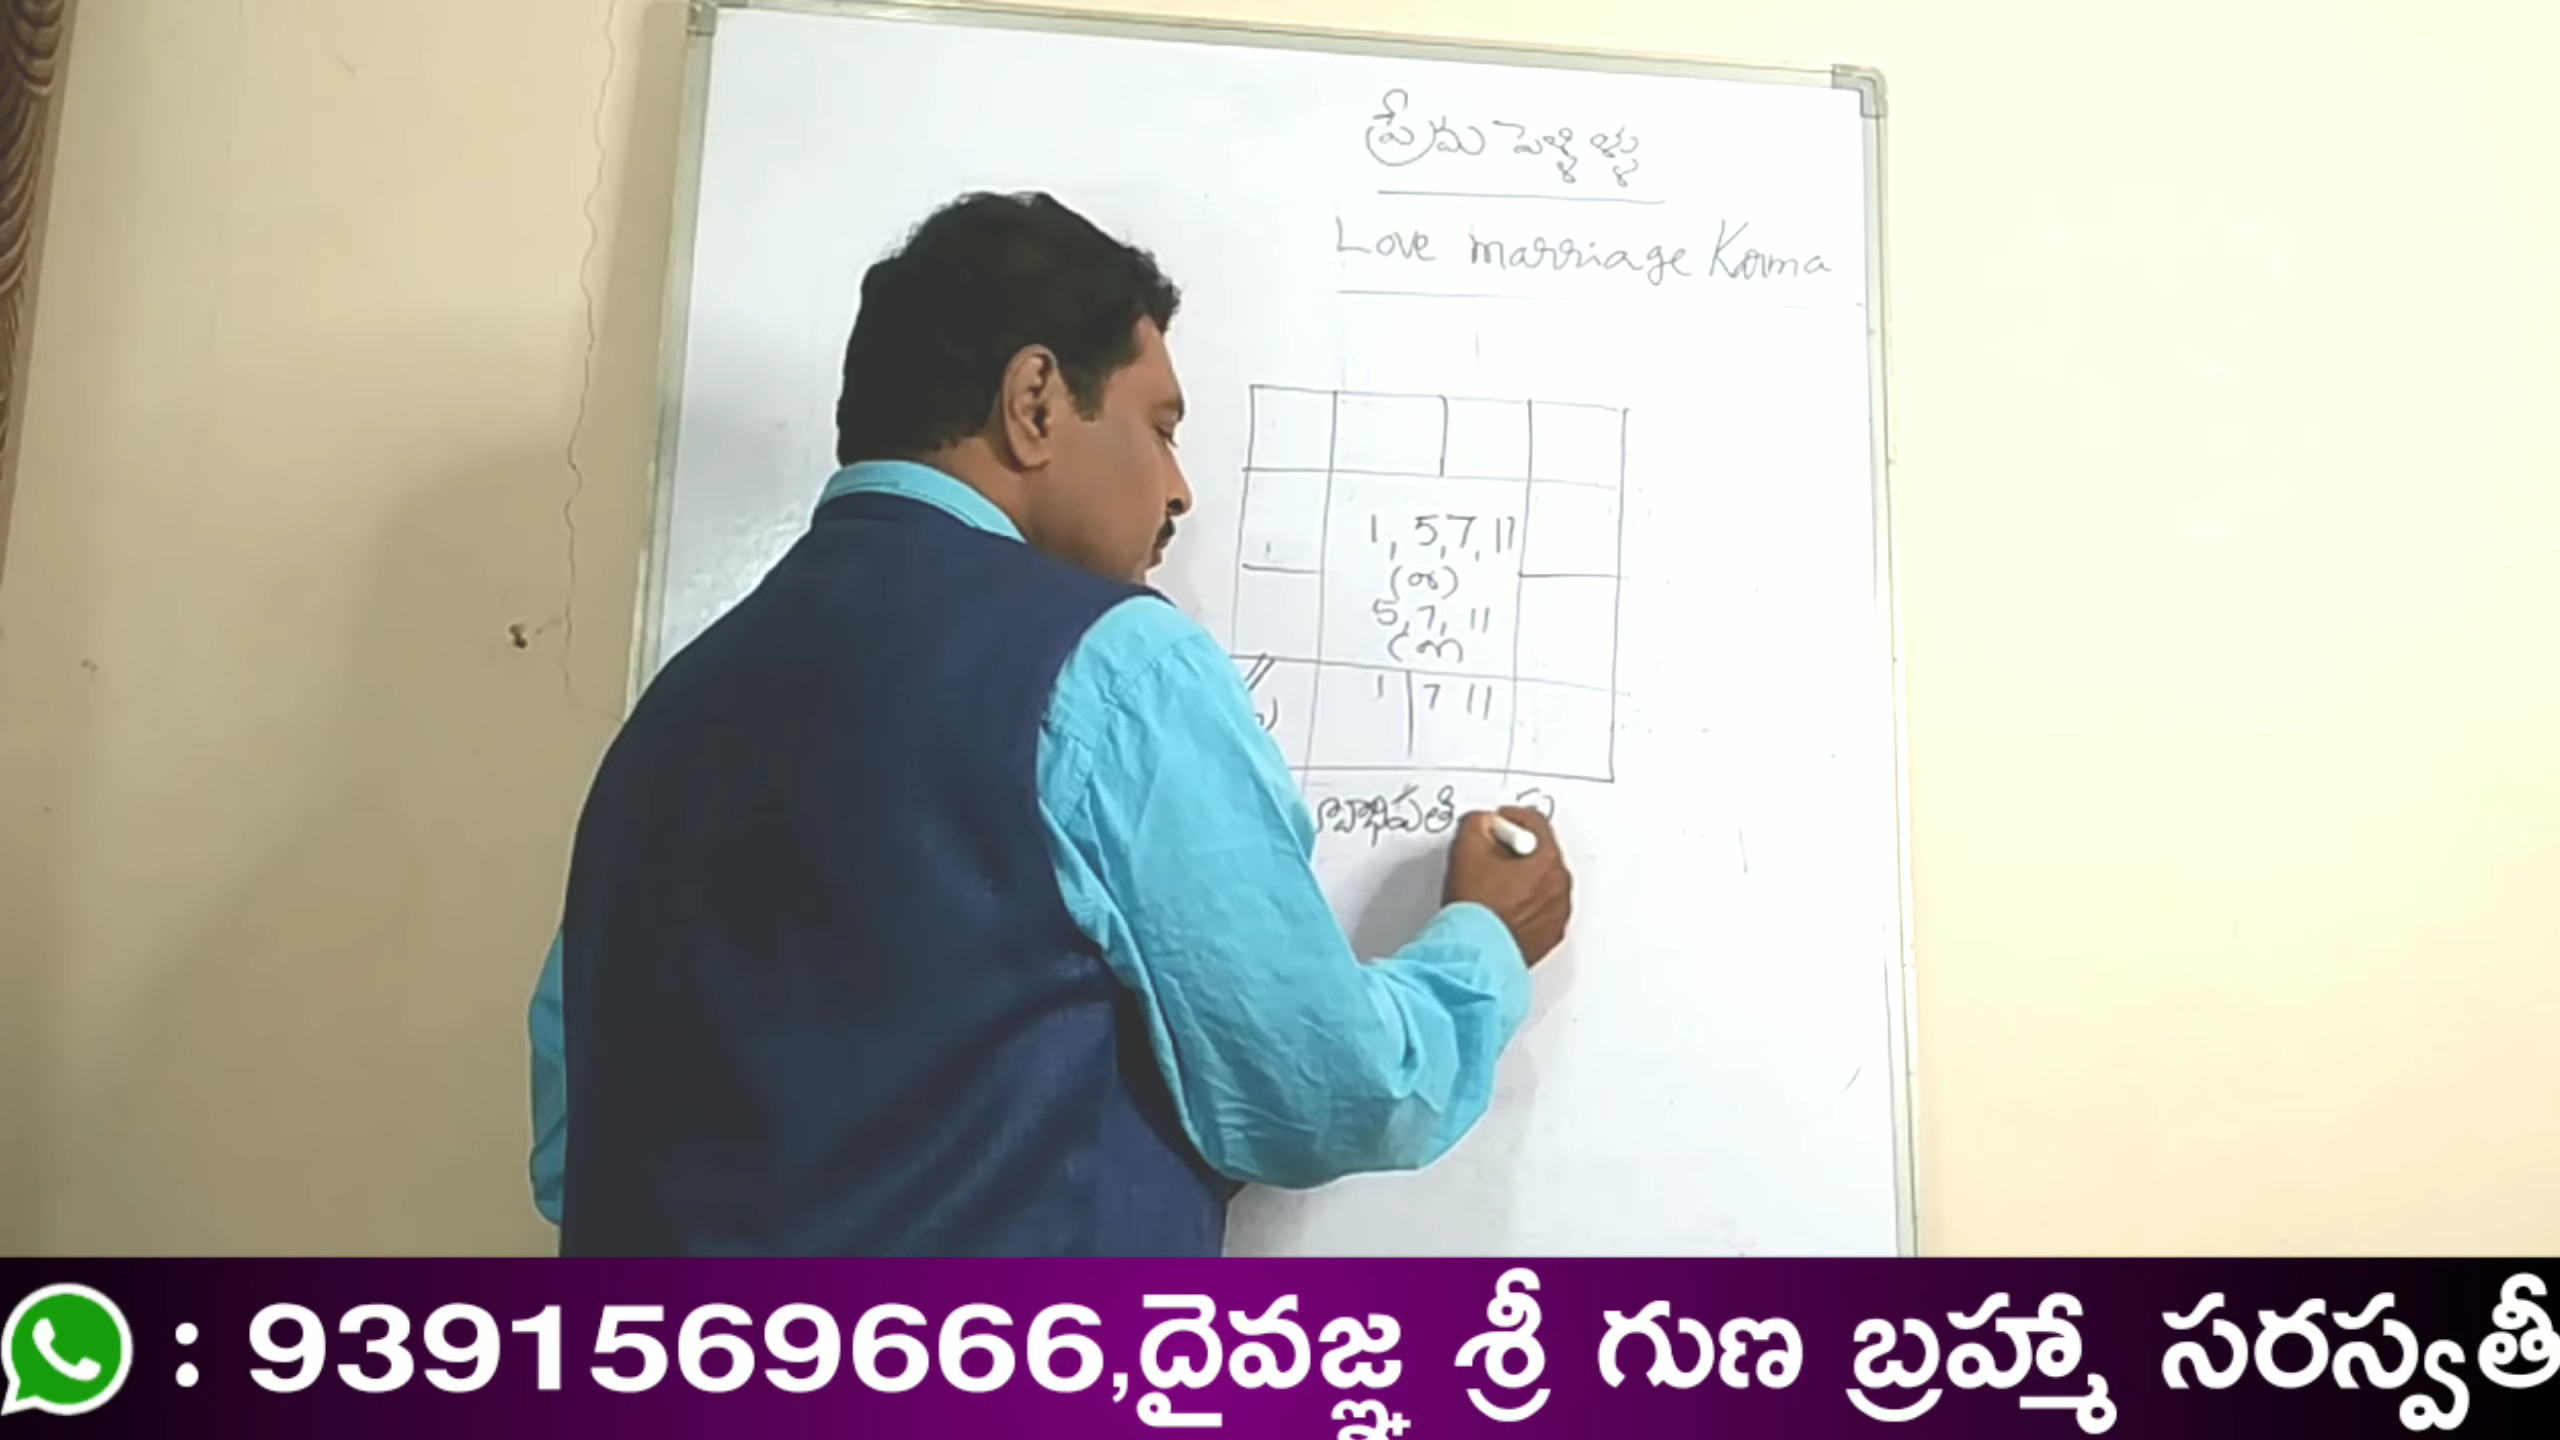 ప్రేమ పెళ్ళిళ్ళు
Love marriage Karma
1, 5, 7, 11
(or)
5, 7, 11
(or)
1 7 11
: 9391569666,దైవజ్ఞ శ్రీ గుణ బ్రహ్మా సరస్వతీ